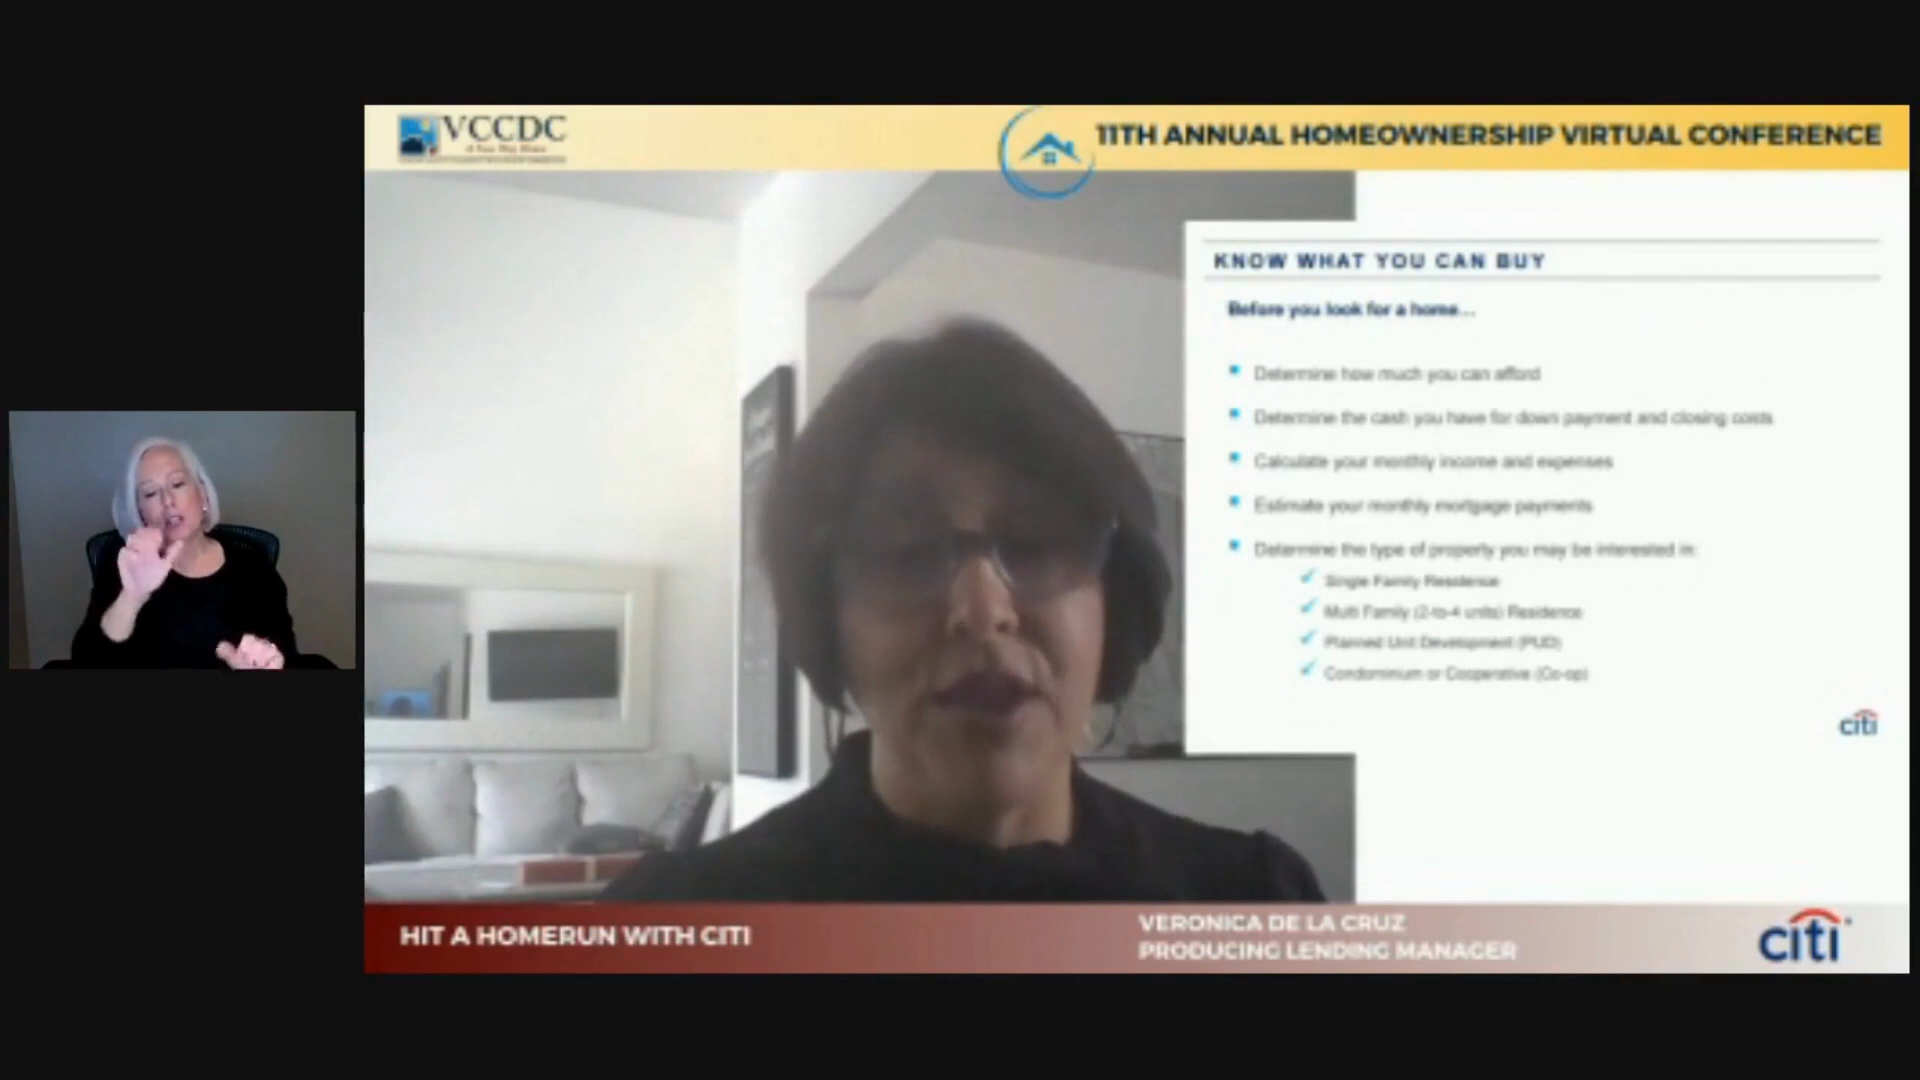 VCCDC
11TH ANNUAL HOMEOWNERSHIP VIRTUAL CONFERENCE
KNOW WHAT YOU CAN BUY
Before you look for a home...
Determine how much you can afford
Determine the cash you have for down payment and closing costs
Calculate your monthly income and expenses
Estimate your monthly mortgage payments
Determine the type of property you may be interested in:
Single Family Residence
Multi Family (2-to-4 units) Residence
Planned Unit Development (PUD)
Condominium or Cooperative (Co-op)
citi
HIT A HOMERUN WITH CITI
VERONICA DE LA CRUZ
PRODUCING LENDING MANAGER
citi